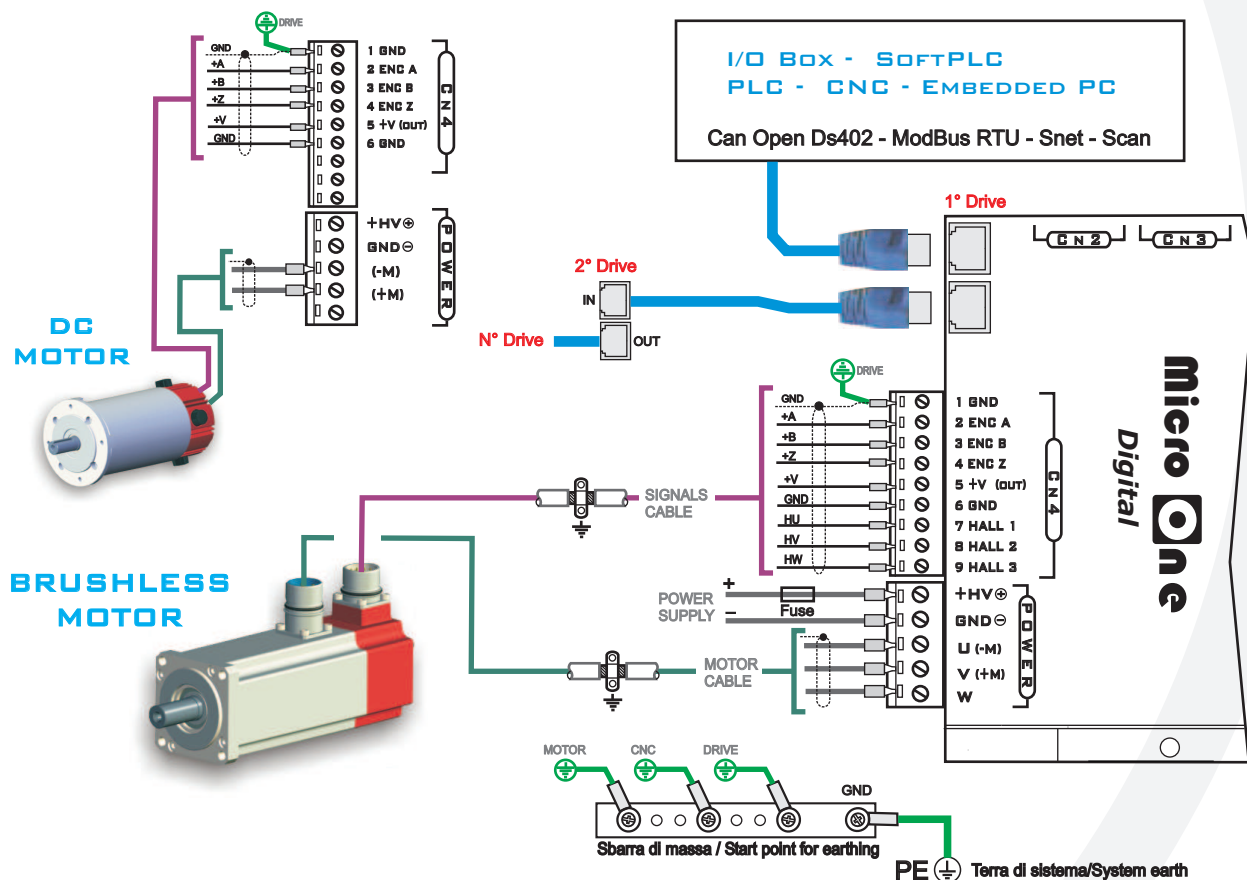 DRIVE
GND
+A
+B
+Z
+V
GND
1 GND
2 ENC A
3 ENC B
4 ENC Z
5 +V (OUT)
6 GND
CN4
+HV⊕
GND⊖
(-M)
(+M)
POWER
DC
MOTOR
I/O Box - SoftPLC
PLC - CNC - Embedded PC
Can Open Ds402 - ModBus RTU - Snet - Scan
1° Drive
CN2
CN3
2° Drive
IN
N° Drive
OUT
micro One
Digital
DRIVE
GND
+A
+B
+Z
+V
GND
HU
HV
HW
1 GND
2 ENC A
3 ENC B
4 ENC Z
5 +V (OUT)
6 GND
7 HALL 1
8 HALL 2
9 HALL 3
CN4
SIGNALS
CABLE
BRUSHLESS
MOTOR
POWER
SUPPLY
+
−
Fuse
+HV⊕
GND⊖
U (-M)
V (+M)
W
POWER
MOTOR
CABLE
MOTOR
CNC
DRIVE
GND
Sbarra di massa / Start point for earthing
PE
Terra di sistema/System earth